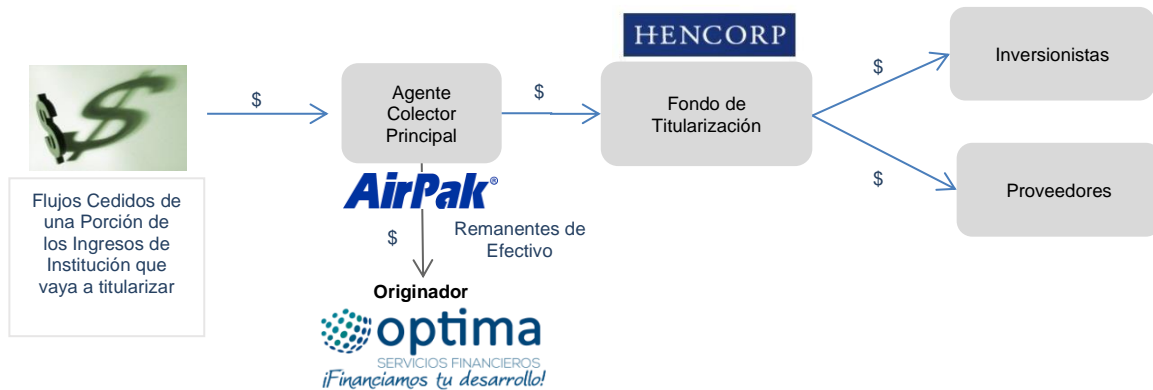 HENCORP
$
Agente
Colector
Principal
$
Fondo de
Titularización
$
Inversionistas
$
Proveedores
Flujos Cedidos de
una Porción de
los Ingresos de
Institución que
vaya a titularizar
AirPak®
$
Remanentes de
Efectivo
Originador
optima
SERVICIOS FINANCIEROS
¡Financiamos tu desarrollo!